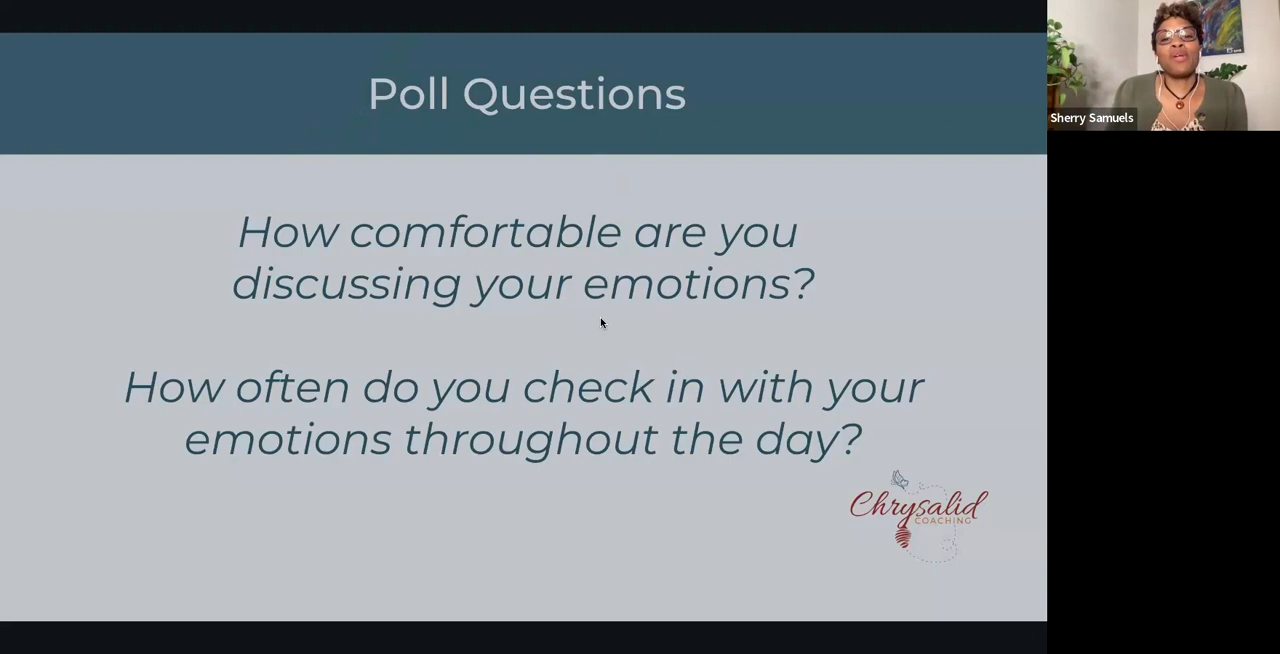 Poll Questions
How comfortable are you
discussing your emotions?
How often do you check in with your
emotions throughout the day?
Chrysalid
COACHING
Sherry Samuels